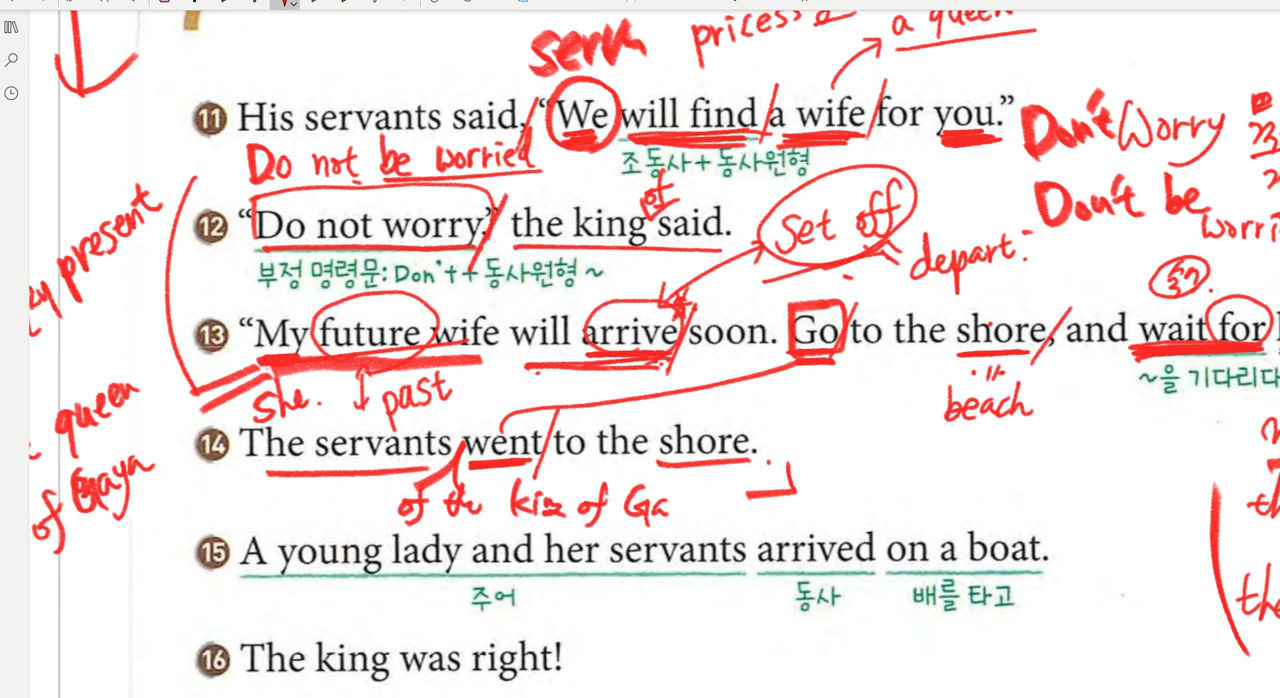 a queen
serv prices
⑪ His servants said, “We will find a wife for you.”
Don't Worry
Do not be worried
조동사 + 동사원형
Don't be
worri
of
⑫ “Do not worry,” the king said.
set off
depart.
부정 명령문: Don't + 동사원형 ~
present
⑬ “My future wife will arrive soon. Go to the shore, and wait for
~을 기다리다
she. past
beach
queen
of Gaya
⑭ The servants went to the shore.
of the king of Ga
⑮ A young lady and her servants arrived on a boat.
주어 동사 배를 타고
th
the
⑯ The king was right!